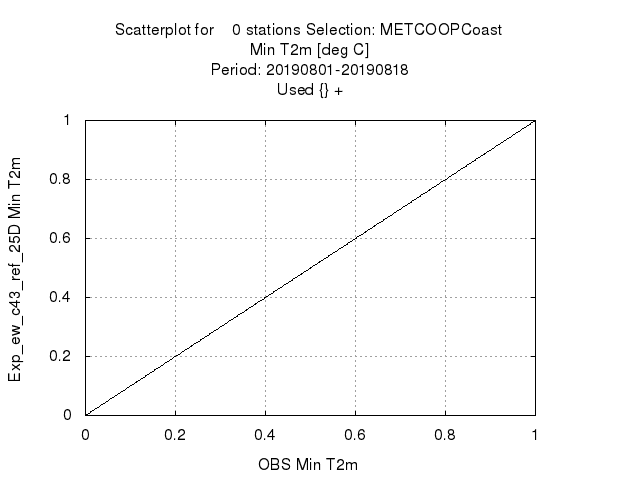 Scatterplot for    0 stations Selection: METCOOPCoast
Min T2m [deg C]
Period: 20190801-20190818
Used {} +
Exp_ew_c43_ref_25D Min T2m
1
0.8
0.6
0.4
0.2
0
0 0.2 0.4 0.6 0.8 1
OBS Min T2m